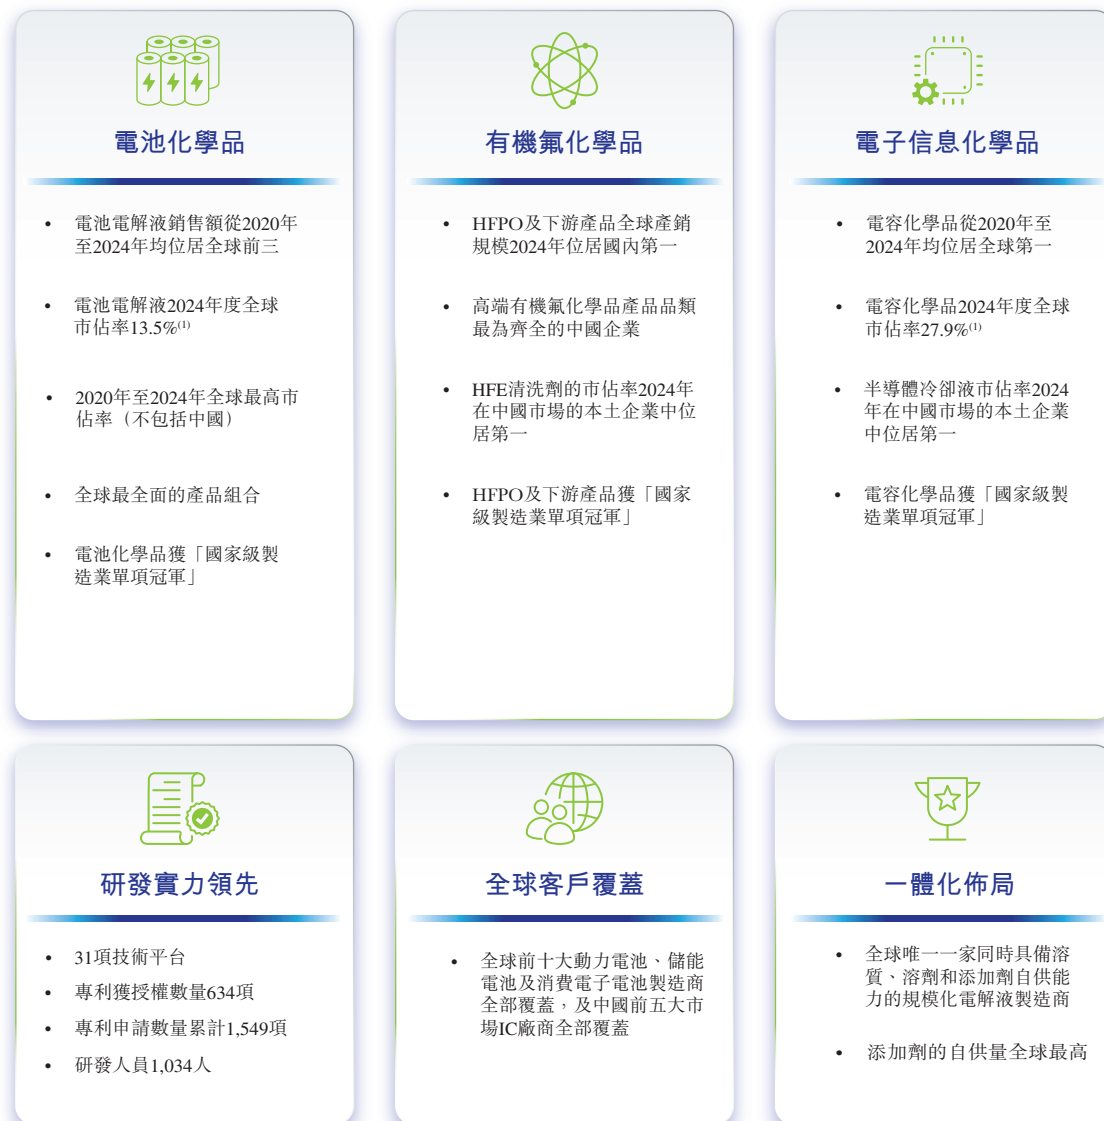 電池化學品
• 電池電解液銷售額從2020年
至2024年均位居全球前三
• 電池電解液2024年度全球
市佔率13.5%⁽¹⁾
• 2020年至2024年全球最高市
佔率（不包括中國）
• 全球最全面的產品組合
• 電池化學品獲「國家級製
造業單項冠軍」
有機氟化學品
• HFPO及下游產品全球產銷
規模2024年位居國內第一
• 高端有機氟化學品產品品類
最為齊全的中國企業
• HFE清洗劑的市佔率2024年
在中國市場的本土企業中位
居第一
• HFPO及下游產品獲「國家
級製造業單項冠軍」
電子信息化學品
• 電容化學品從2020年至
2024年均位居全球第一
• 電容化學品2024年度全球
市佔率27.9%⁽¹⁾
• 半導體冷卻液市佔率2024
年在中國市場的本土企業
中位居第一
• 電容化學品獲「國家級製
造業單項冠軍」
研發實力領先
• 31項技術平台
• 專利獲授權數量634項
• 專利申請數量累計1,549項
• 研發人員1,034人
全球客戶覆蓋
• 全球前十大動力電池、儲能
電池及消費電子電池製造商
全部覆蓋，及中國前五大市
場IC廠商全部覆蓋
一體化佈局
• 全球唯一一家同時具備溶
質、溶劑和添加劑自供能
力的規模化電解液製造商
• 添加劑的自供量全球最高